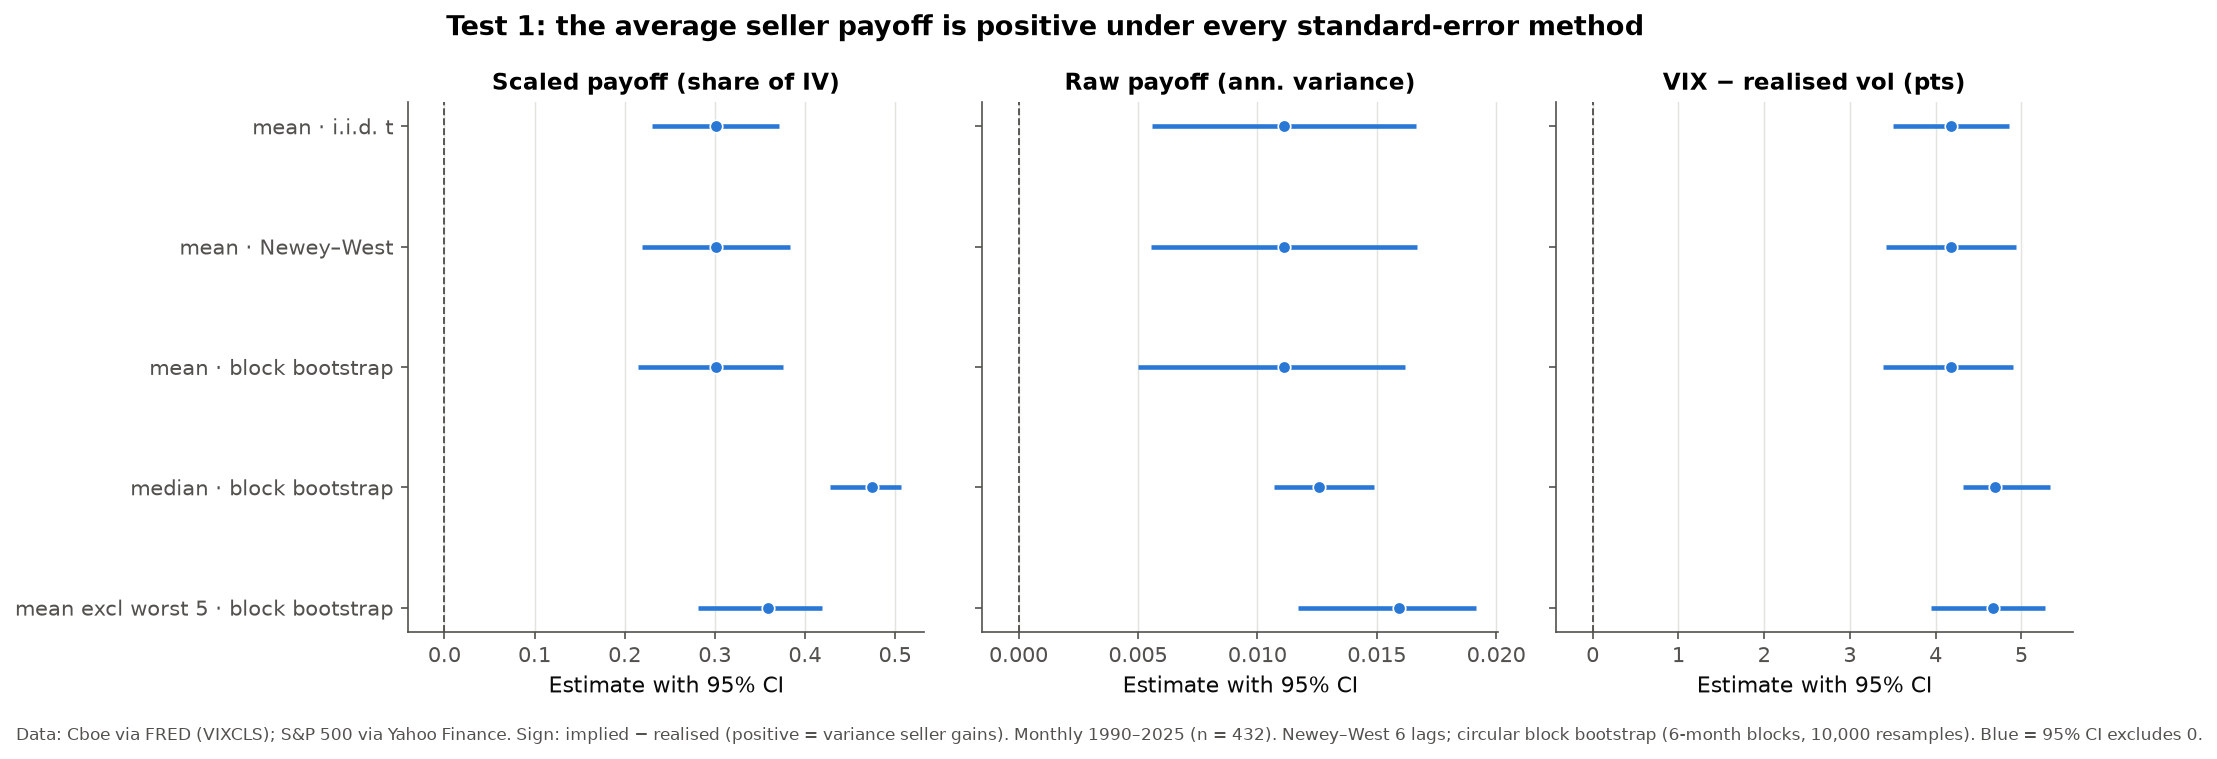 Test 1: the average seller payoff is positive under every standard-error method
Scaled payoff (share of IV)
Raw payoff (ann. variance)
VIX − realised vol (pts)
mean · i.i.d. t
mean · Newey–West
mean · block bootstrap
median · block bootstrap
mean excl worst 5 · block bootstrap
0.0 0.1 0.2 0.3 0.4 0.5
0.000 0.005 0.010 0.015 0.020
0 1 2 3 4 5
Estimate with 95% CI
Estimate with 95% CI
Estimate with 95% CI
Data: Cboe via FRED (VIXCLS); S&P 500 via Yahoo Finance. Sign: implied − realised (positive = variance seller gains). Monthly 1990–2025 (n = 432). Newey–West 6 lags; circular block bootstrap (6-month blocks, 10,000 resamples). Blue = 95% CI excludes 0.